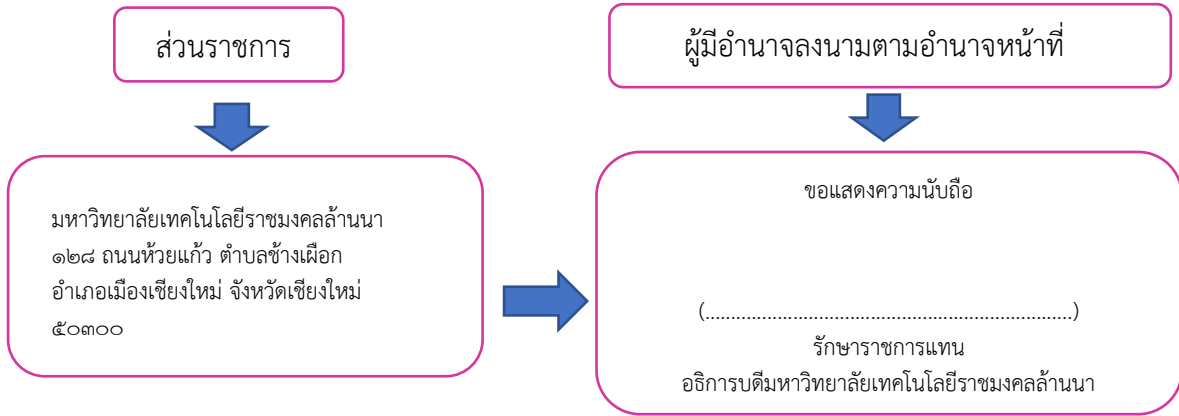 ส่วนราชการ
ผู้มีอำนาจลงนามตามอำนาจหน้าที่
มหาวิทยาลัยเทคโนโลยีราชมงคลล้านนา
๑๒๘ ถนนห้วยแก้ว ตำบลช้างเผือก
อำเภอเมืองเชียงใหม่ จังหวัดเชียงใหม่
๕๐๓๐๐
ขอแสดงความนับถือ
(........................................................................)
รักษาราชการแทน
อธิการบดีมหาวิทยาลัยเทคโนโลยีราชมงคลล้านนา